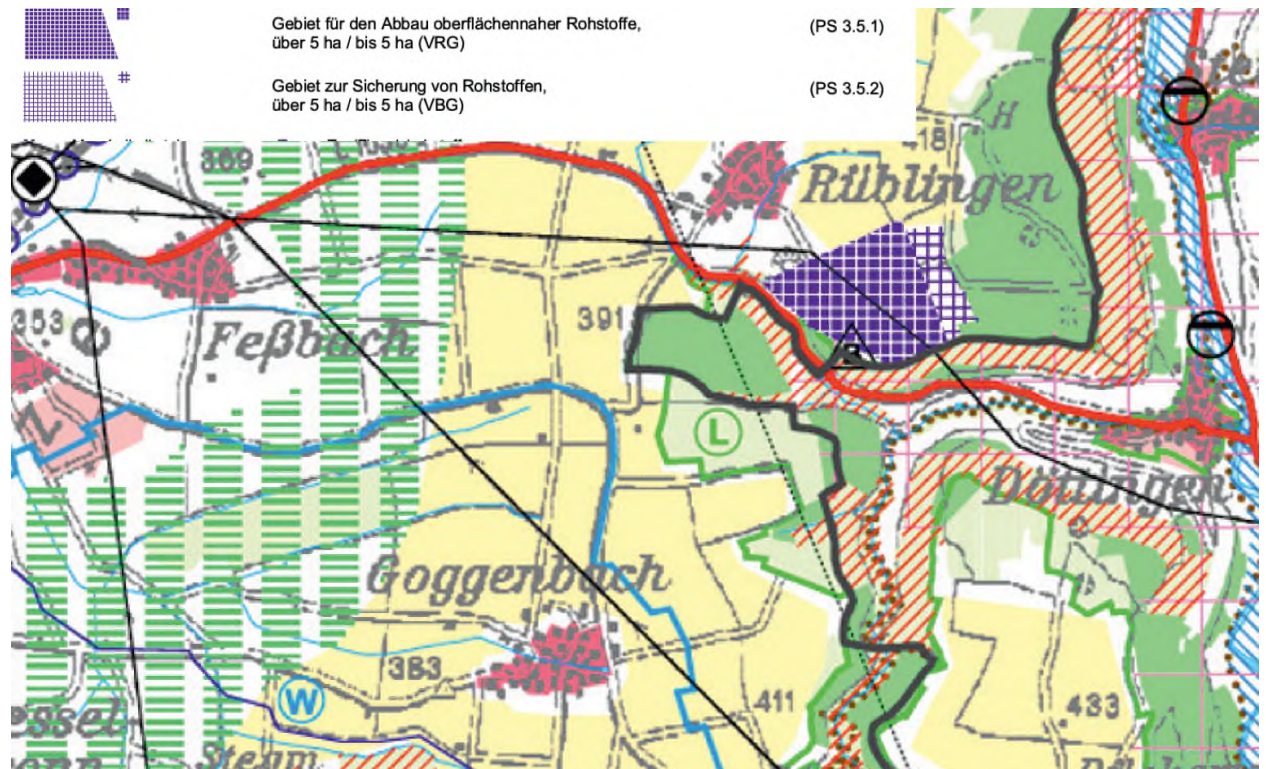 Gebiet für den Abbau oberflächennaher Rohstoffe,
über 5 ha / bis 5 ha (VRG)
(PS 3.5.1)
Gebiet zur Sicherung von Rohstoffen,
über 5 ha / bis 5 ha (VBG)
(PS 3.5.2)
H
418
369
Rüblingen
353
Feßbach
391
L
Döttingen
Goggenbach
383
W
411
433